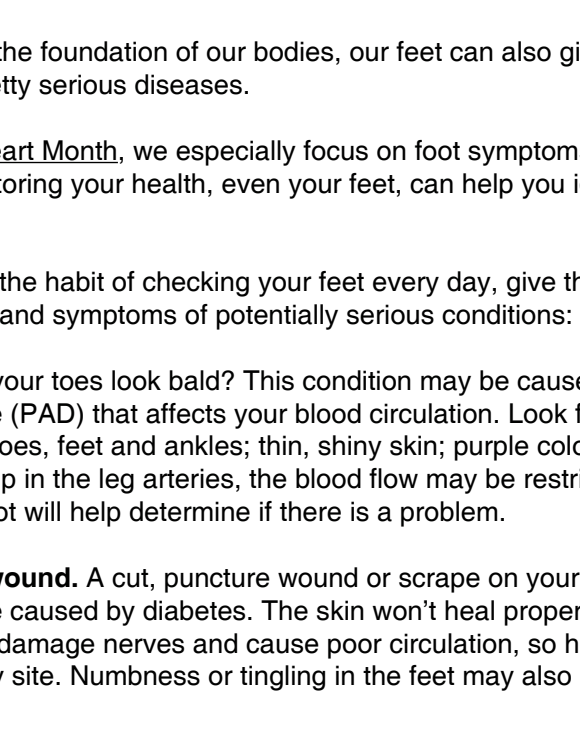 the foundation of our bodies, our feet can also gi
tty serious diseases.
art Month, we especially focus on foot symptom
toring your health, even your feet, can help you i
the habit of checking your feet every day, give th
and symptoms of potentially serious conditions:
your toes look bald? This condition may be cause
e (PAD) that affects your blood circulation. Look f
oes, feet and ankles; thin, shiny skin; purple colo
p in the leg arteries, the blood flow may be restri
ot will help determine if there is a problem.
wound. A cut, puncture wound or scrape on your
e caused by diabetes. The skin won’t heal proper
damage nerves and cause poor circulation, so h
y site. Numbness or tingling in the feet may also